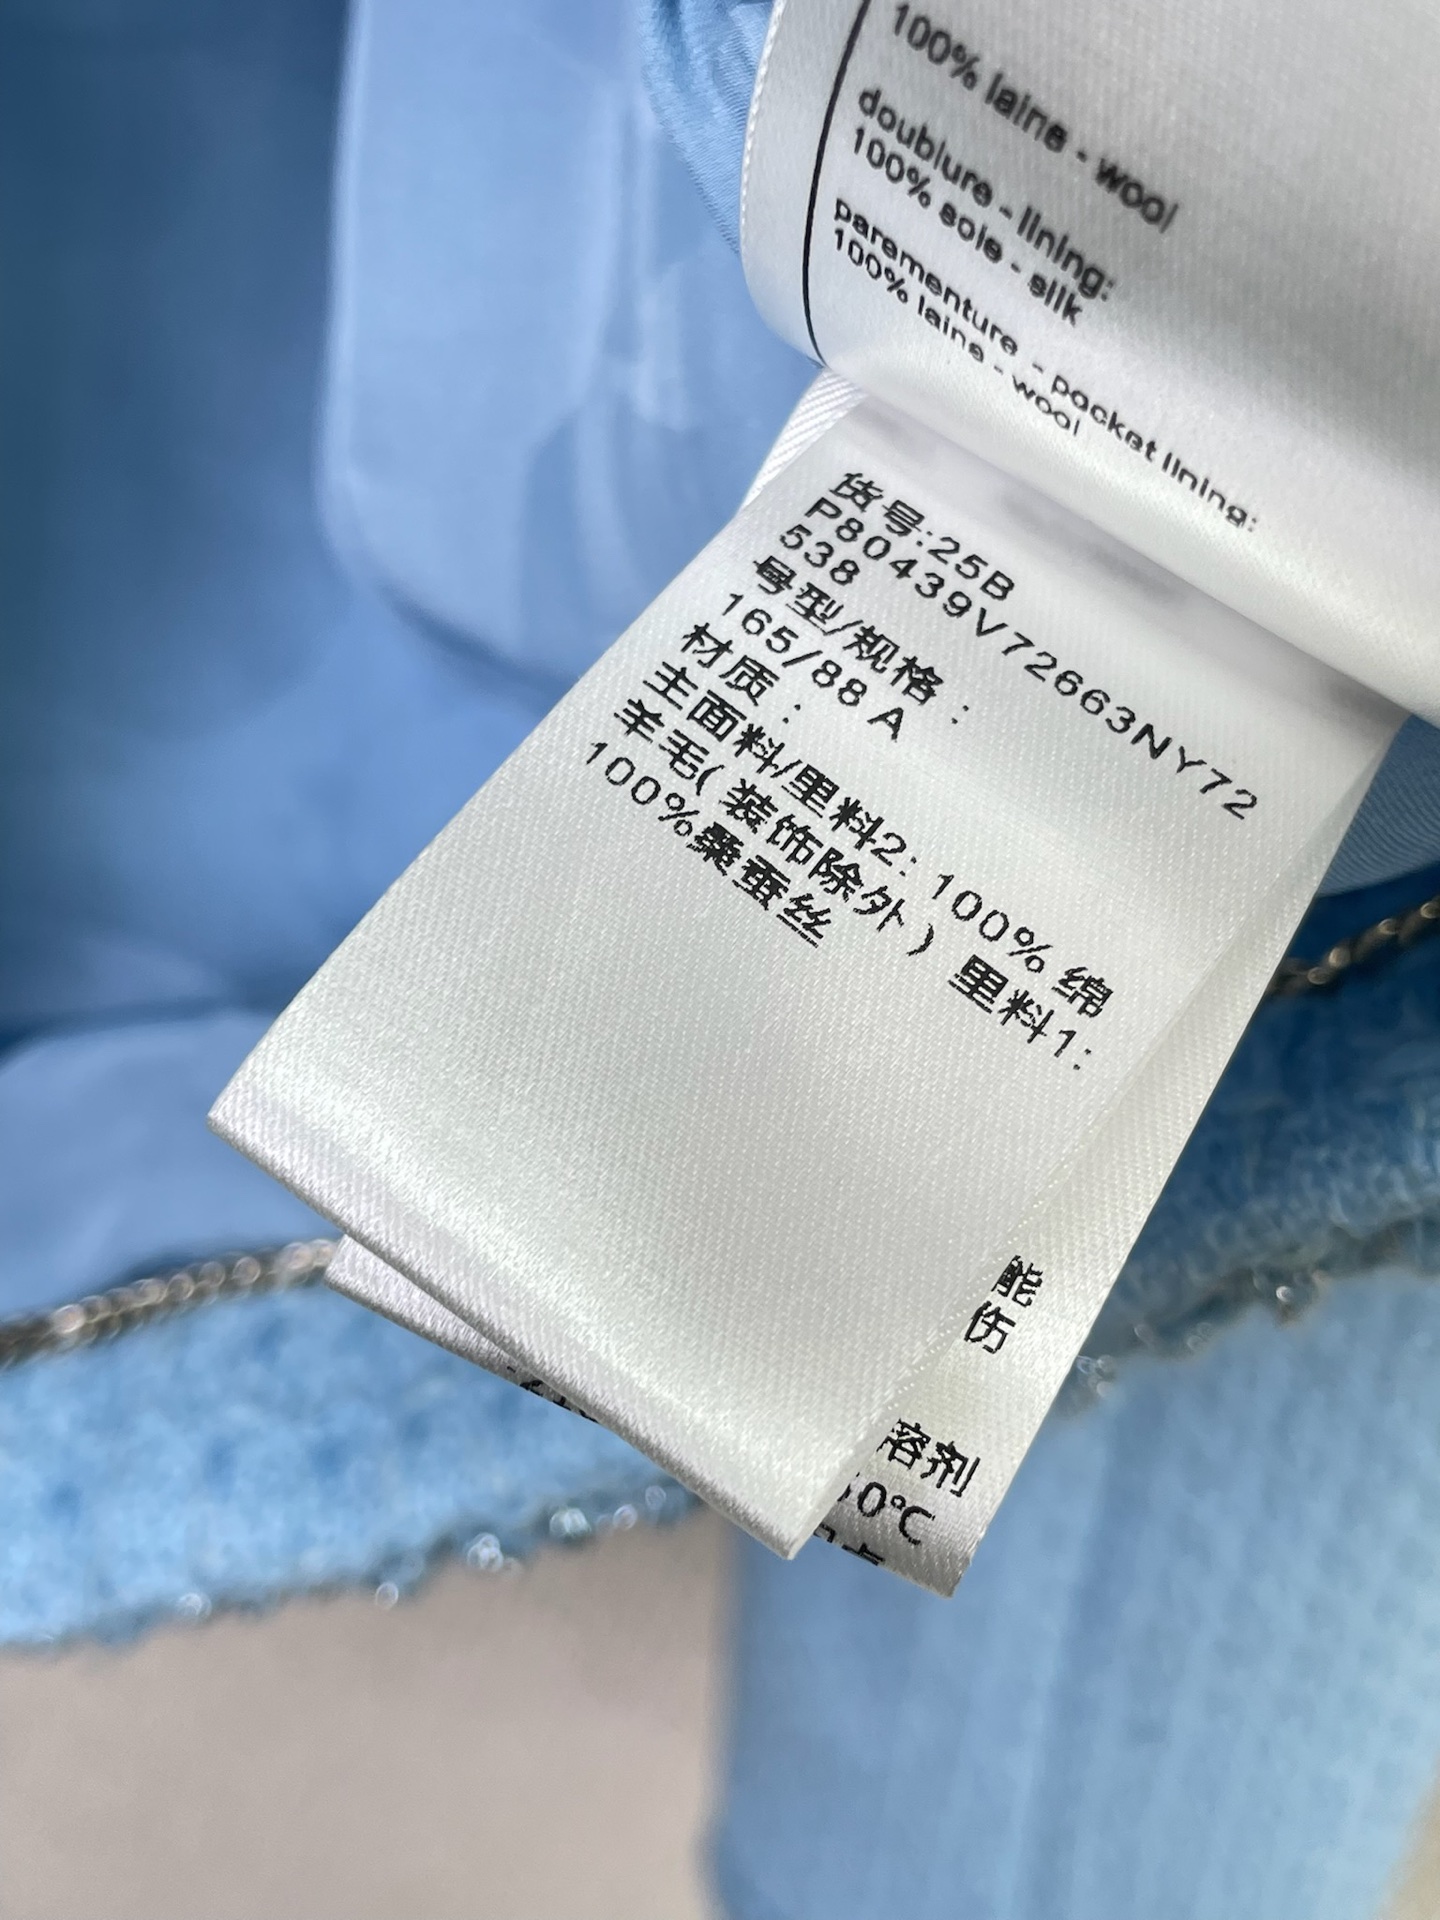 100% laine - wool
doublure - lining:
100% soie - silk
parementure - packet lining:
100% laine - wool
货号:25B
P80439V72663NY72
538
号型/规格：
165/88A
材质：
主面料/里料2: 100% 绵
羊毛(装饰除外) 里料1:
100%桑蚕丝
能
伤
溶剂
0℃